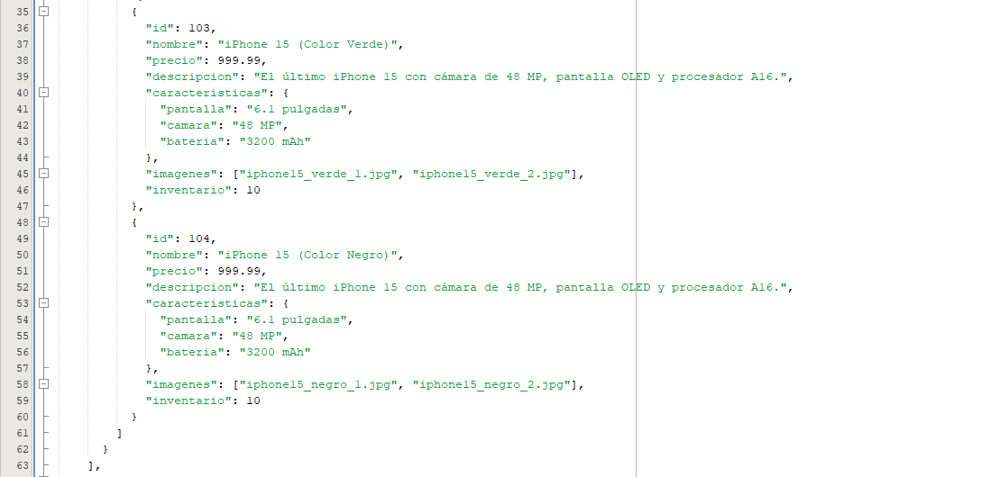 35 {
36 "id": 103,
37 "nombre": "iPhone 15 (Color Verde)",
38 "precio": 999.99,
39 "descripcion": "El último iPhone 15 con cámara de 48 MP, pantalla OLED y procesador A16.",
40 "caracteristicas": {
41 "pantalla": "6.1 pulgadas",
42 "camara": "48 MP",
43 "bateria": "3200 mAh"
44 },
45 "imagenes": ["iphone15_verde_1.jpg", "iphone15_verde_2.jpg"],
46 "inventario": 10
47 },
48 {
49 "id": 104,
50 "nombre": "iPhone 15 (Color Negro)",
51 "precio": 999.99,
52 "descripcion": "El último iPhone 15 con cámara de 48 MP, pantalla OLED y procesador A16.",
53 "caracteristicas": {
54 "pantalla": "6.1 pulgadas",
55 "camara": "48 MP",
56 "bateria": "3200 mAh"
57 },
58 "imagenes": ["iphone15_negro_1.jpg", "iphone15_negro_2.jpg"],
59 "inventario": 10
60 }
61 ]
62 }
63 ],